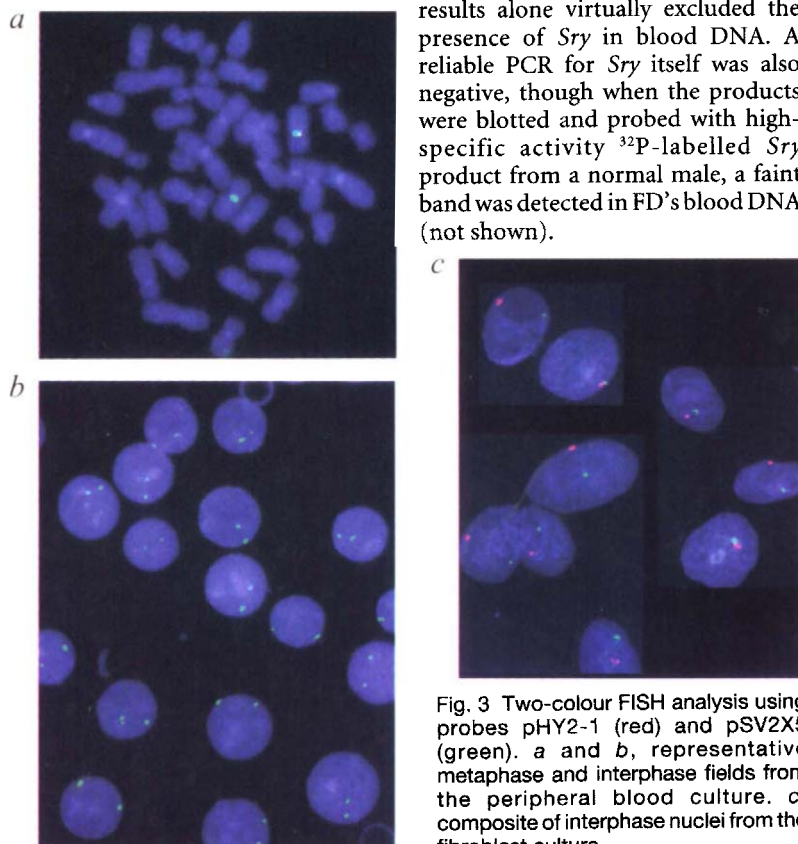 a
results alone virtually excluded the
presence of Sry in blood DNA. A
reliable PCR for Sry itself was also
negative, though when the products
were blotted and probed with high-
specific activity ³²P-labelled Sry
product from a normal male, a faint
band was detected in FD's blood DNA
(not shown).
c
b
Fig. 3 Two-colour FISH analysis using
probes pHY2-1 (red) and pSV2X5
(green). a and b, representative
metaphase and interphase fields from
the peripheral blood culture. c,
composite of interphase nuclei from the
fibroblast culture.